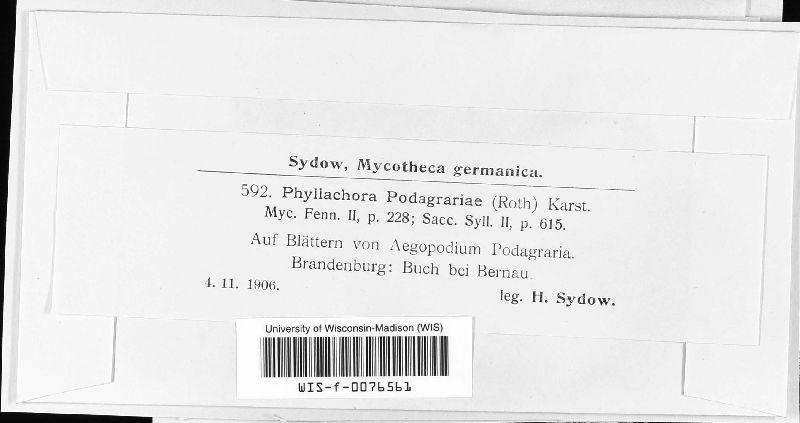 Sydow, Mycotheca germanica.
592. Phyllachora Podagrariae (Roth) Karst.
Myc. Fenn. II, p. 228; Sacc. Syll. II, p. 615.
Auf Blättern von Aegopodium Podagraria.
Brandenburg: Buch bei Bernau.
4. 11. 1906. leg. H. Sydow.
University of Wisconsin-Madison (WIS)
WIS-f-0076561